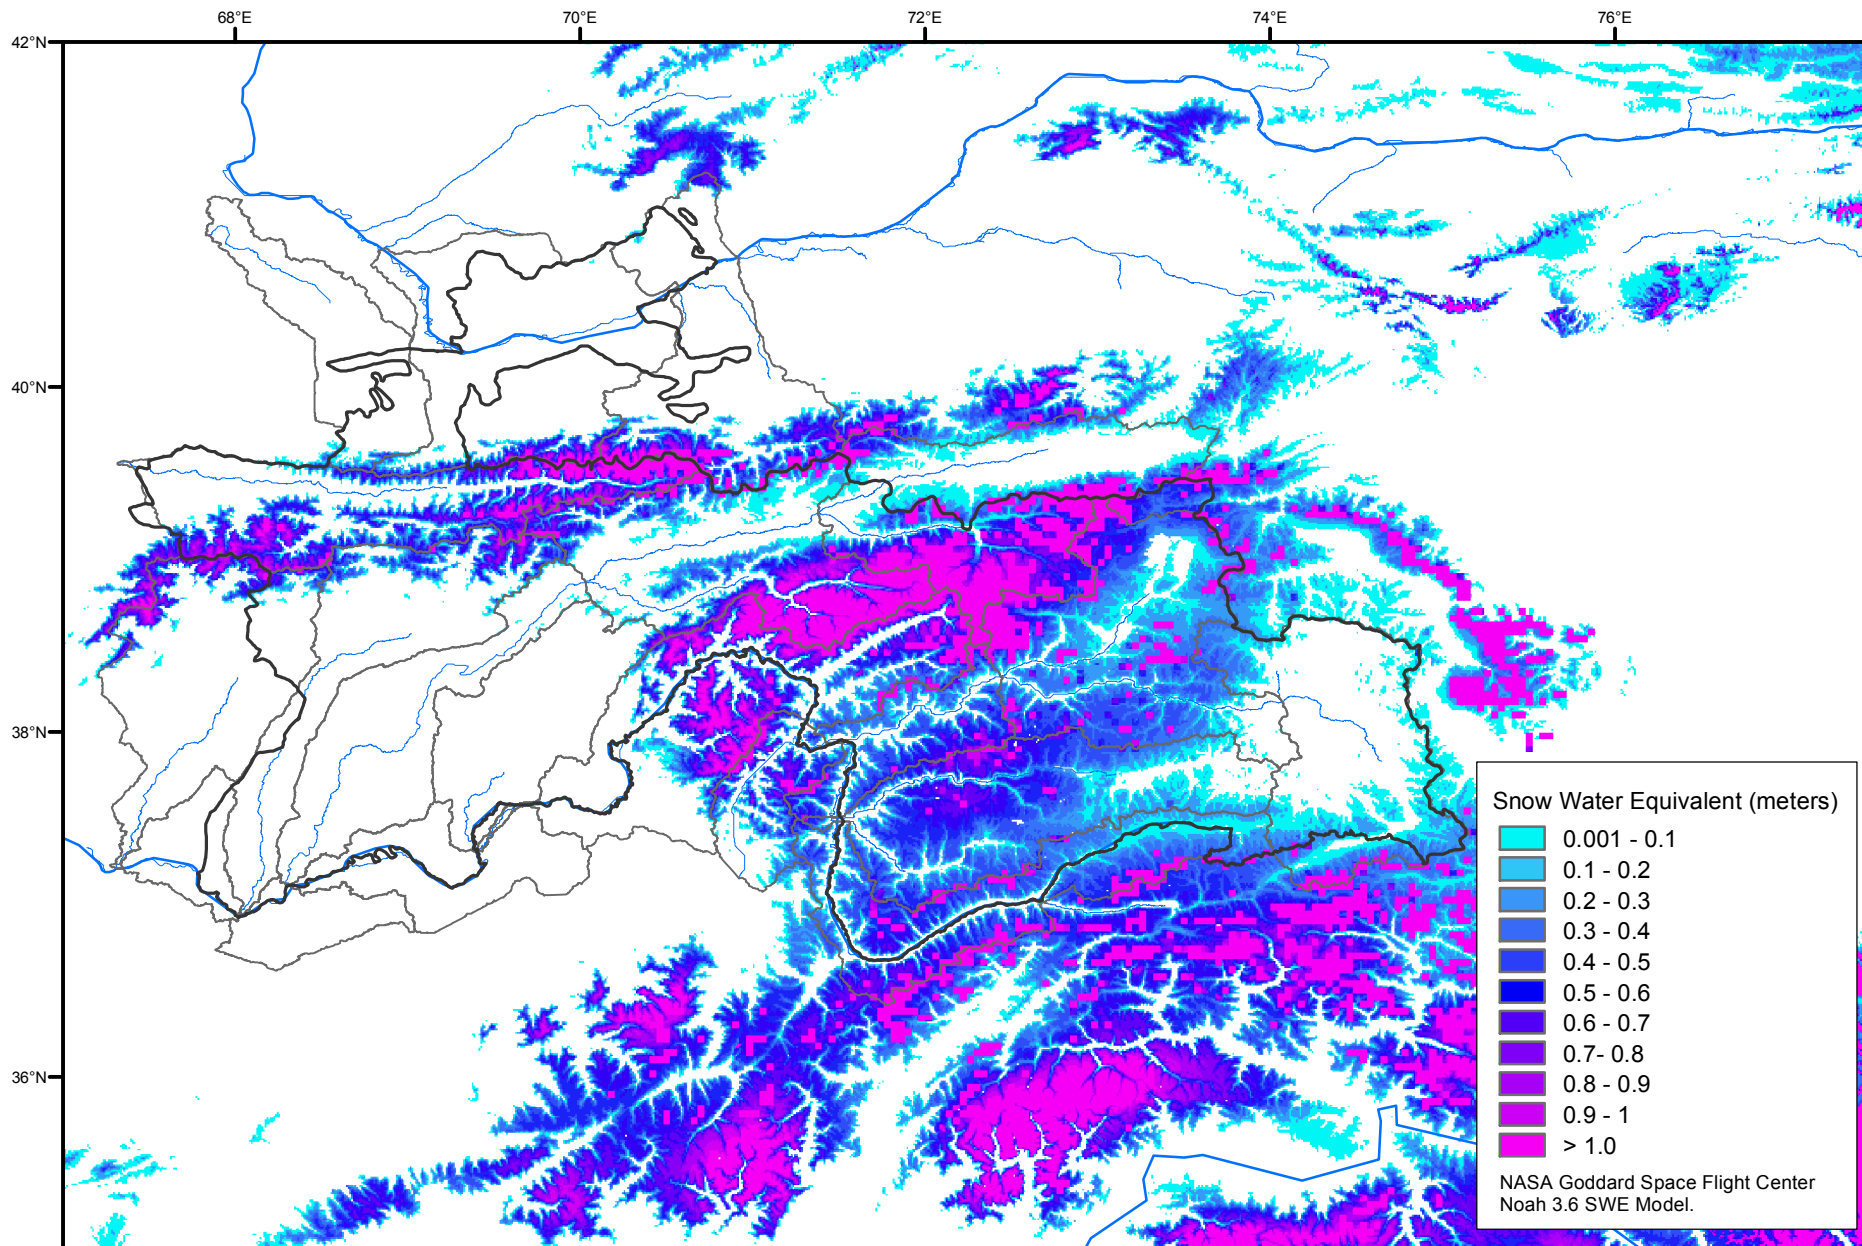 68°E
70°E
72°E
74°E
76°E
42°N
40°N
38°N
36°N
Snow Water Equivalent (meters)
0.001 - 0.1
0.1 - 0.2
0.2 - 0.3
0.3 - 0.4
0.4 - 0.5
0.5 - 0.6
0.6 - 0.7
0.7- 0.8
0.8 - 0.9
0.9 - 1
> 1.0
NASA Goddard Space Flight Center
Noah 3.6 SWE Model.